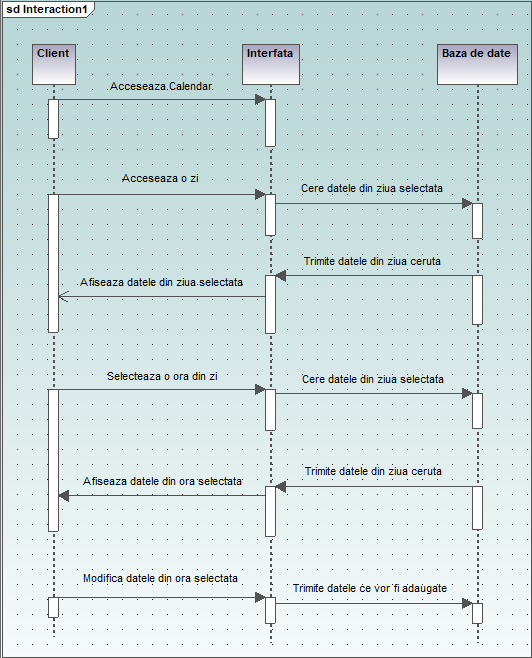 sd Interaction1
Client
Interfata
Baza de date
Acceseaza Calendar
Acceseaza o zi
Cere datele din ziua selectata
Trimite datele din ziua ceruta
Afiseaza datele din ziua selectata
Selecteaza o ora din zi
Cere datele din ziua selectata
Trimite datele din ziua ceruta
Afiseaza datele din ora selectata
Modifica datele din ora selectata
Trimite datele ce vor fi adaugate